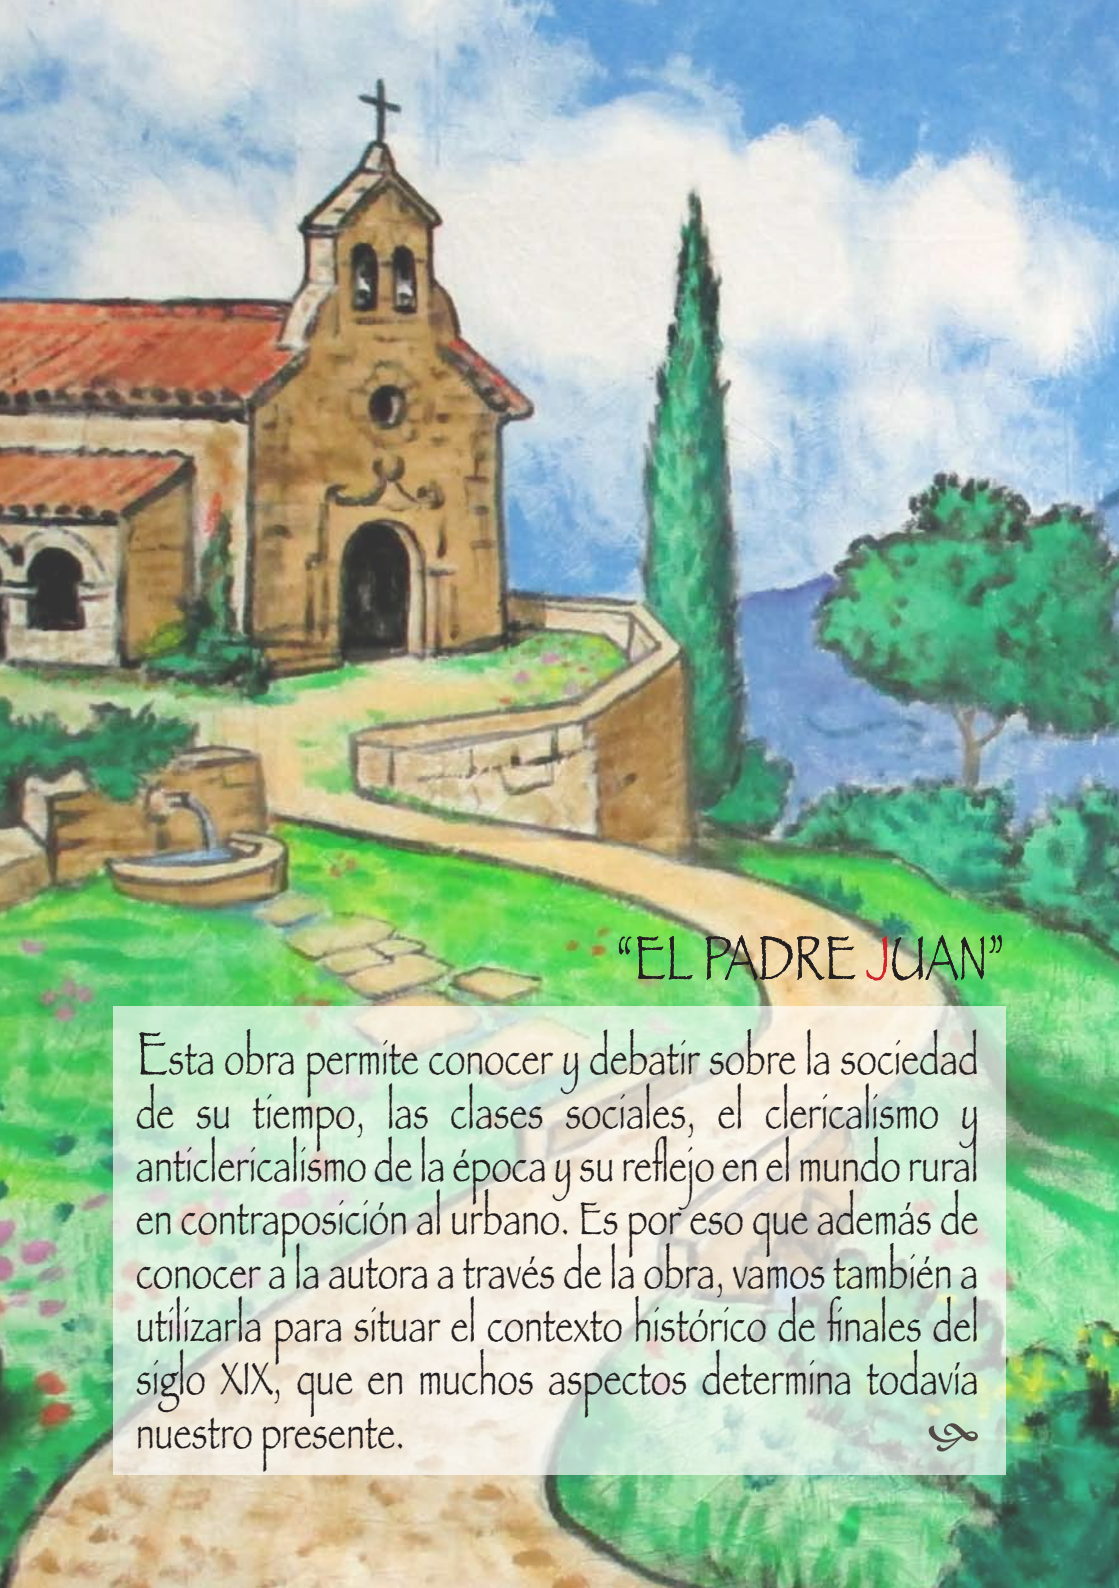 “EL PADRE JUAN”
Esta obra permite conocer y debatir sobre la sociedad
de su tiempo, las clases sociales, el clericalismo y
anticlericalismo de la época y su reflejo en el mundo rural
en contraposición al urbano. Es por eso que además de
conocer a la autora a través de la obra, vamos también a
utilizarla para situar el contexto histórico de finales del
siglo XIX, que en muchos aspectos determina todavía
nuestro presente.